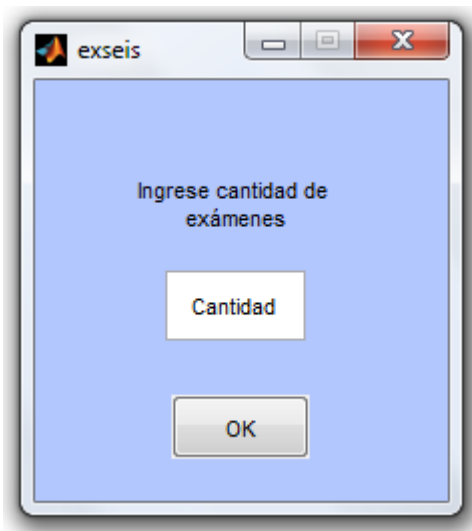 exseis
Ingrese cantidad de
exámenes
Cantidad
OK